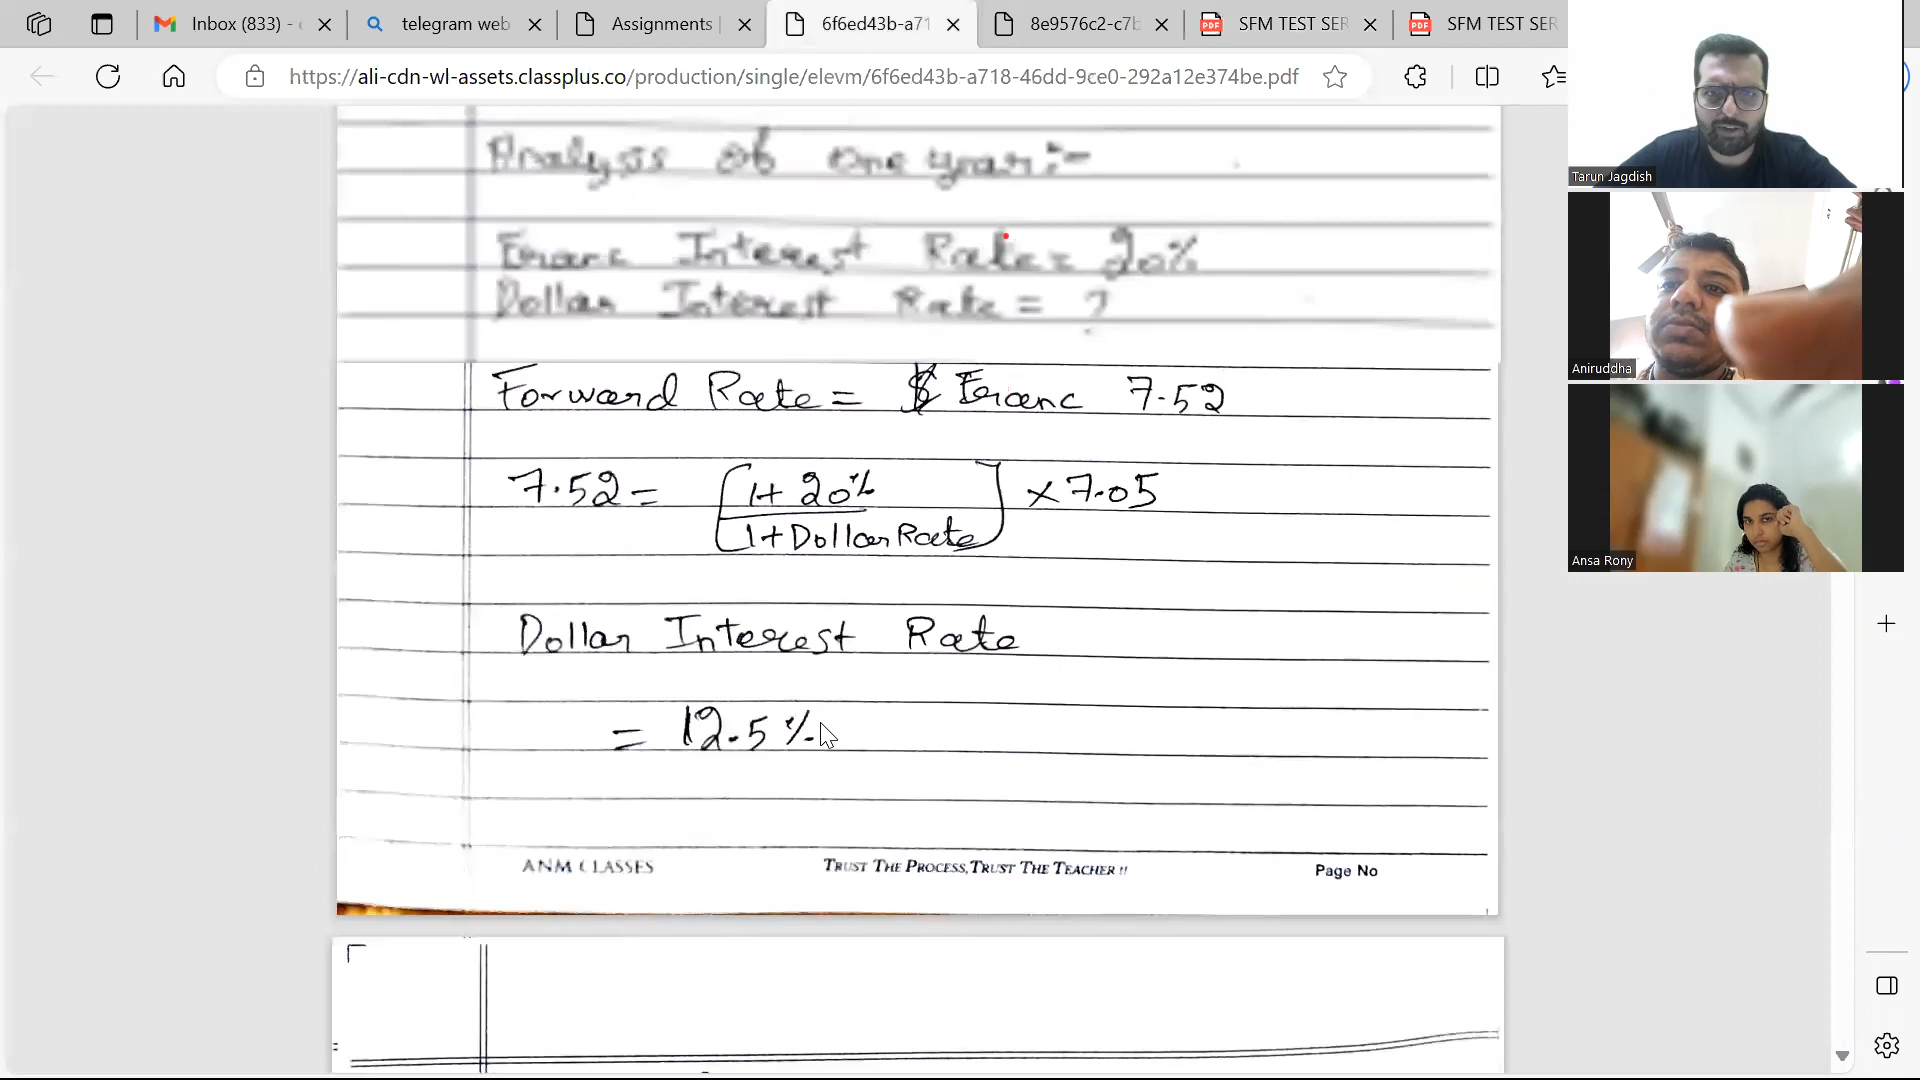 Inbox (833) - c
telegram web
Assignments |
6f6ed43b-a71
8e9576c2-c7b
PDF SFM TEST SER
PDF SFM TEST SER
https://ali-cdn-wl-assets.classplus.co/production/single/elevm/6f6ed43b-a718-46dd-9ce0-292a12e374be.pdf
Analysis of one year:-
Franc Interest Rate = 20%
Dollar Interest Rate = ?
Forward Rate = $ Franc 7.52
7.52 = [1+ 20% × 7.05
1+Dollar Rate]
Dollar Interest Rate
= 12.5%
ANM CLASSES TRUST THE PROCESS, TRUST THE TEACHER !! Page No
Tarun Jagdish
Aniruddha
Ansa Rony